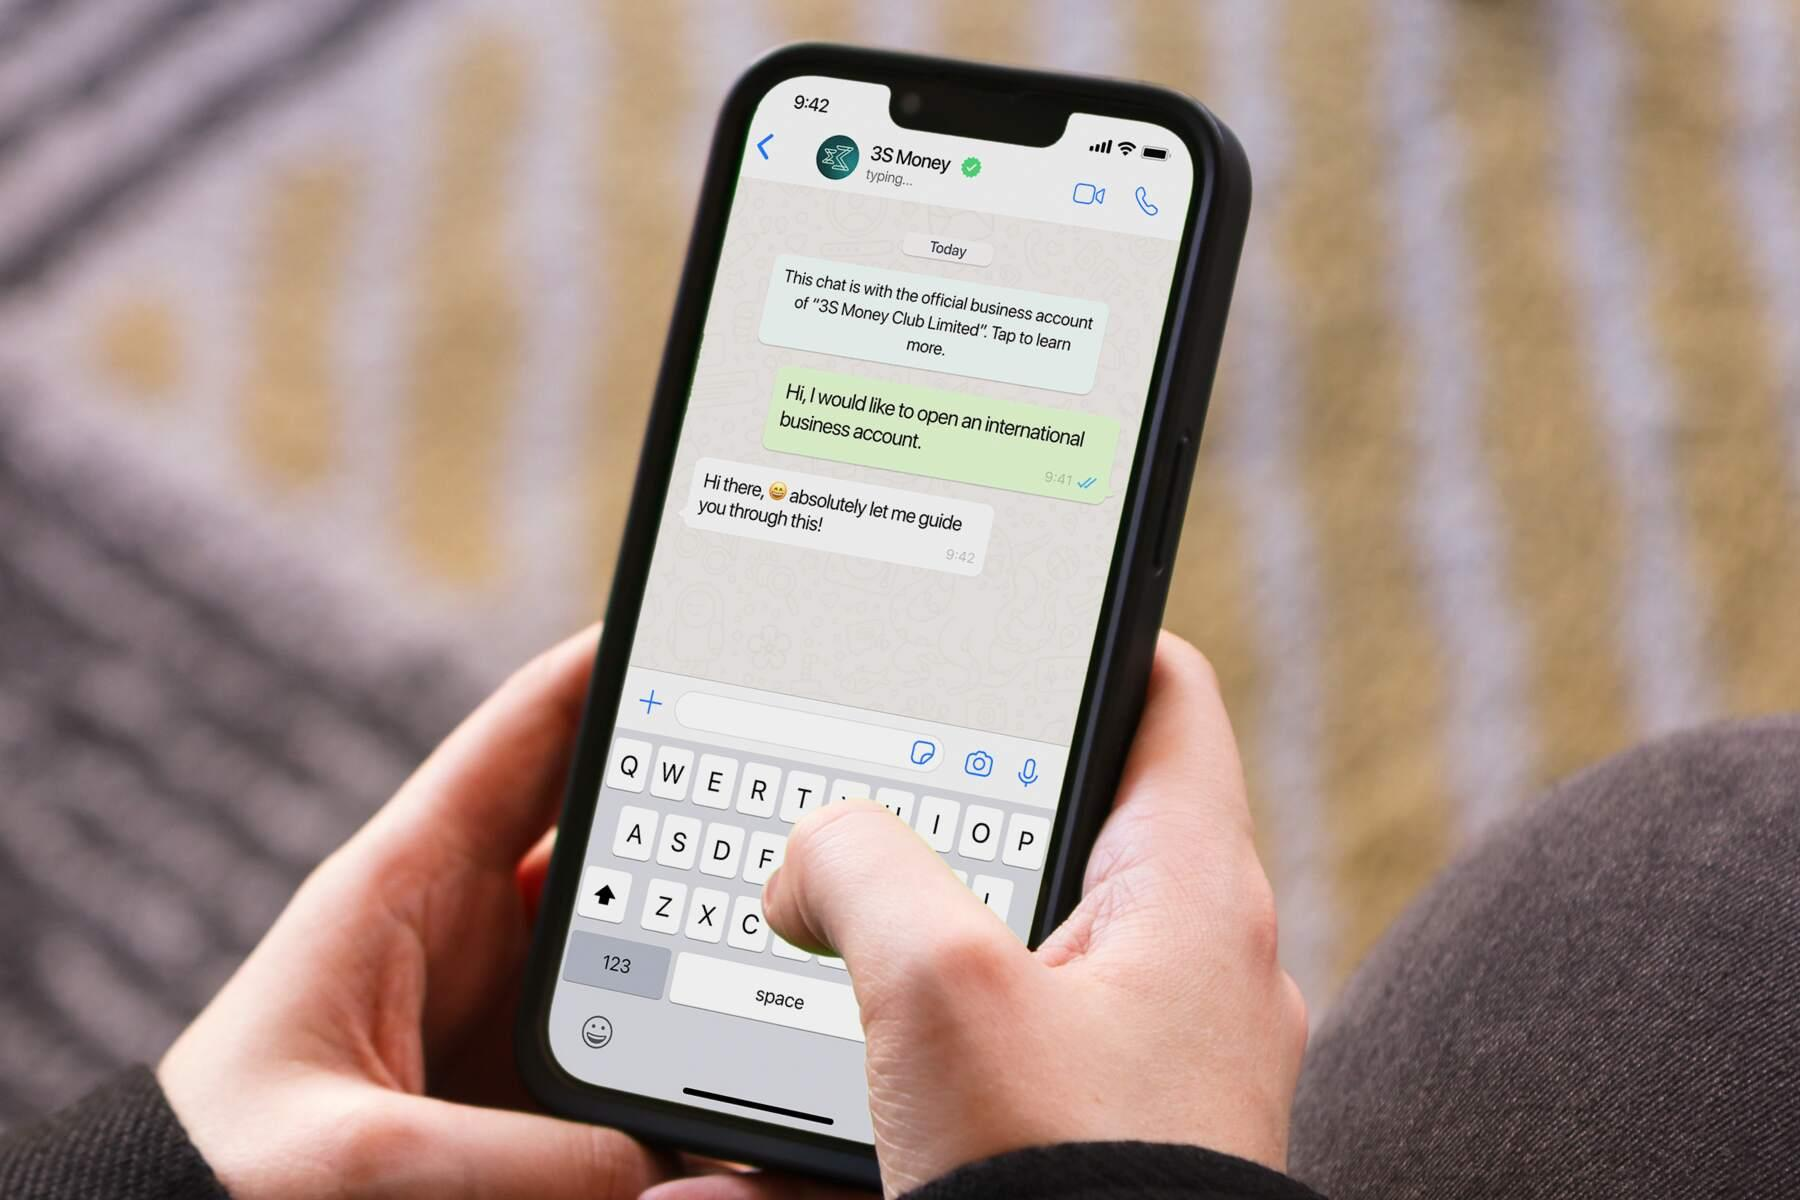 9:42
3S Money
typing...
Today
This chat is with the official business account
of “3S Money Club Limited”. Tap to learn
more.
Hi, I would like to open an international
business account.
9:41
Hi there, 😄 absolutely let me guide
you through this!
9:42
Q W E R T I O P
A S D F
Z X C
123 space